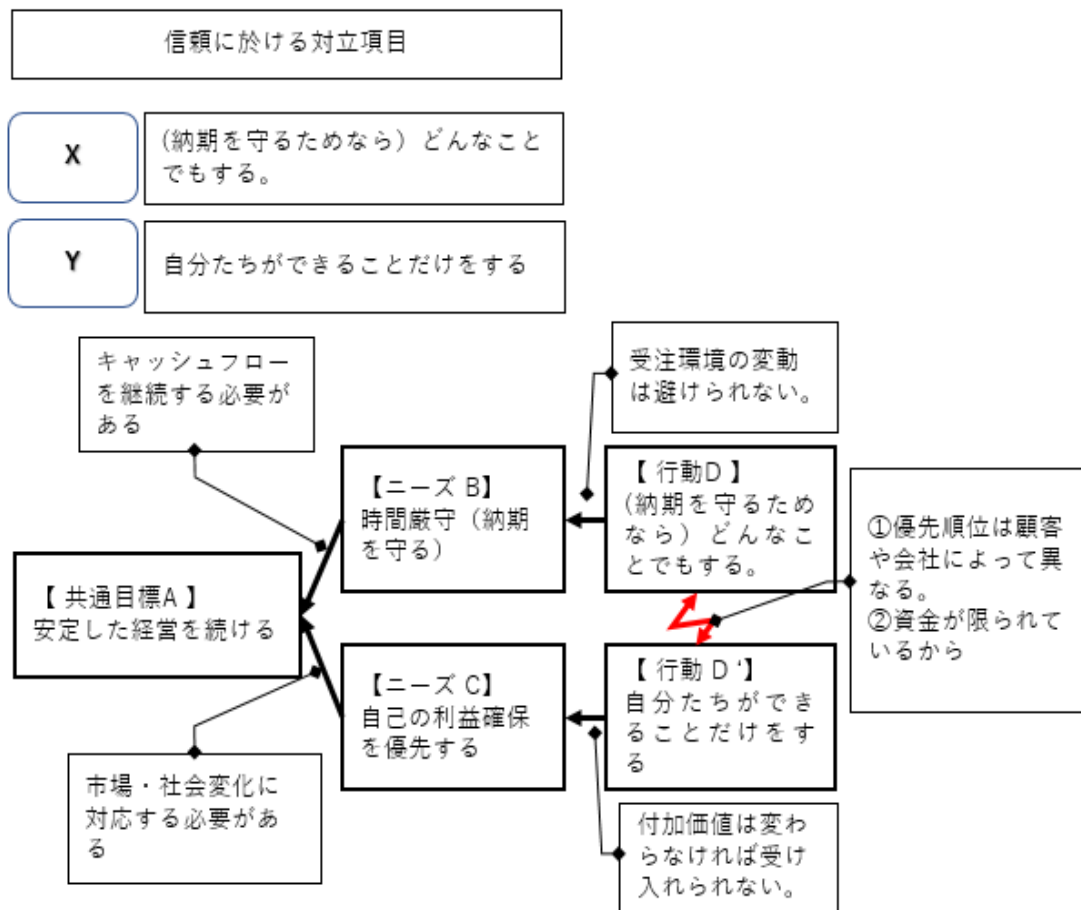 信頼に於ける対立項目
X
(納期を守るためなら）どんなこと
でもする。
Y
自分たちができることだけをする
キャッシュフロー
を継続する必要が
ある
受注環境の変動
は避けられない。
【ニーズ B】
時間厳守（納期
を守る）
【 行動D 】
(納期を守るため
なら）どんなこ
とでもする。
①優先順位は顧客
や会社によって異
なる。
②資金が限られて
いるから
【 共通目標A 】
安定した経営を続ける
【ニーズ C】
自己の利益確保
を優先する
【 行動 D ‘】
自分たちができ
ることだけをす
る
市場・社会変化に
対応する必要があ
る
付加価値は変わ
らなければ受け
入れられない。